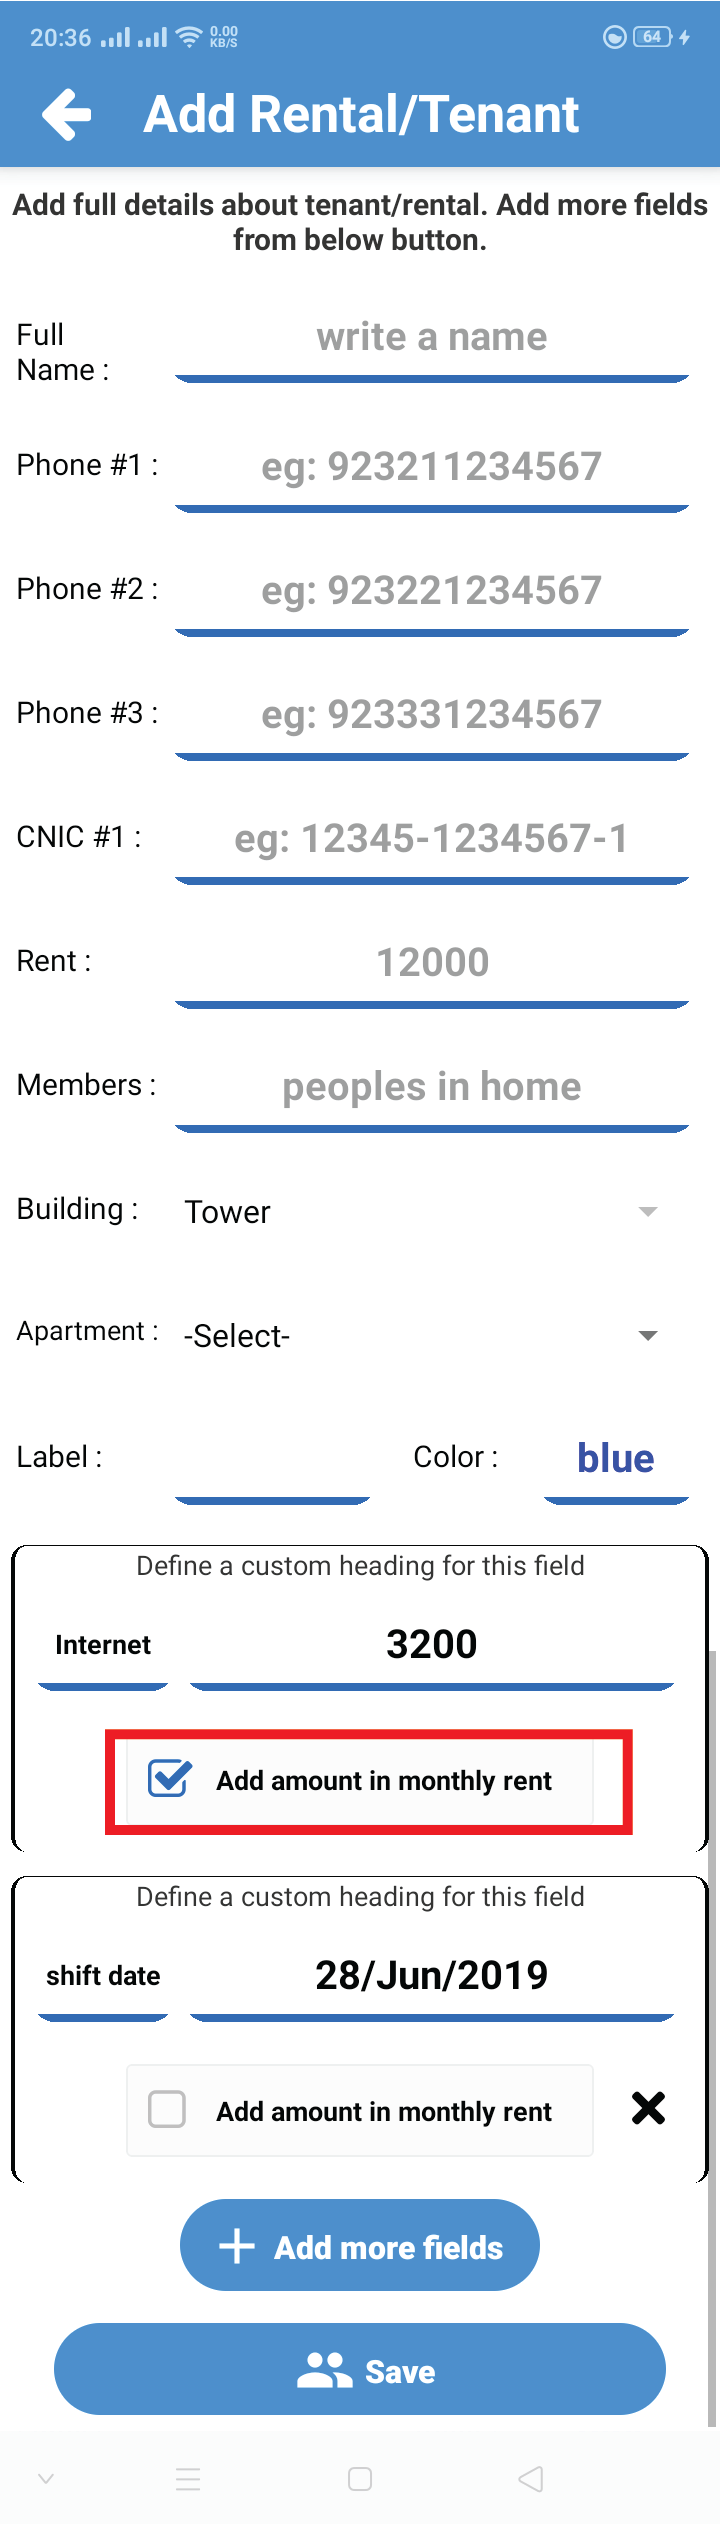 20:36 0.00 KB/S 64
Add Rental/Tenant
Add full details about tenant/rental. Add more fields
from below button.
Full
Name :
write a name
Phone #1 : eg: 923211234567
Phone #2 : eg: 923221234567
Phone #3 : eg: 923331234567
CNIC #1 : eg: 12345-1234567-1
Rent : 12000
Members : peoples in home
Building : Tower
Apartment : -Select-
Label : Color : blue
Define a custom heading for this field
Internet 3200
Add amount in monthly rent
Define a custom heading for this field
shift date 28/Jun/2019
Add amount in monthly rent
Add more fields
Save